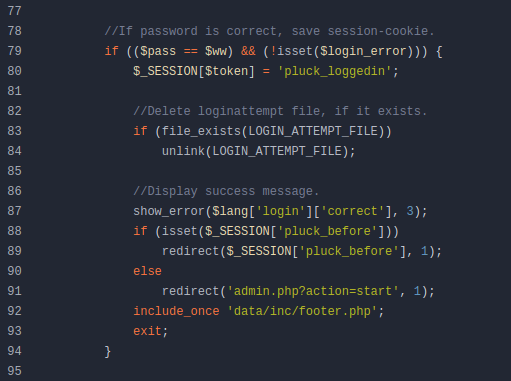 77
78 //If password is correct, save session-cookie.
79 if (($pass == $ww) && (!isset($login_error))) {
80 $_SESSION[$token] = 'pluck_loggedin';
81
82 //Delete loginattempt file, if it exists.
83 if (file_exists(LOGIN_ATTEMPT_FILE))
84 unlink(LOGIN_ATTEMPT_FILE);
85
86 //Display success message.
87 show_error($lang['login']['correct'], 3);
88 if (isset($_SESSION['pluck_before']))
89 redirect($_SESSION['pluck_before'], 1);
90 else
91 redirect('admin.php?action=start', 1);
92 include_once 'data/inc/footer.php';
93 exit;
94 }
95